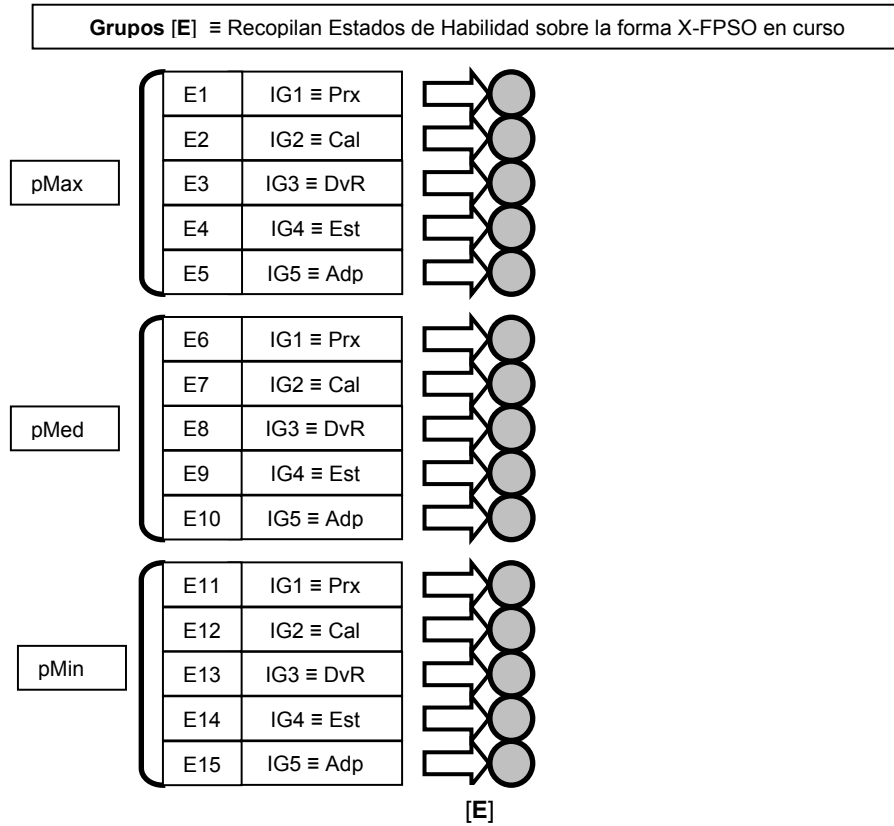 Grupos [E] ≡ Recopilan Estados de Habilidad sobre la forma X-FPSO en curso
pMax
E1 IG1 ≡ Prx
E2 IG2 ≡ Cal
E3 IG3 ≡ DvR
E4 IG4 ≡ Est
E5 IG5 ≡ Adp
pMed
E6 IG1 ≡ Prx
E7 IG2 ≡ Cal
E8 IG3 ≡ DvR
E9 IG4 ≡ Est
E10 IG5 ≡ Adp
pMin
E11 IG1 ≡ Prx
E12 IG2 ≡ Cal
E13 IG3 ≡ DvR
E14 IG4 ≡ Est
E15 IG5 ≡ Adp
[E]